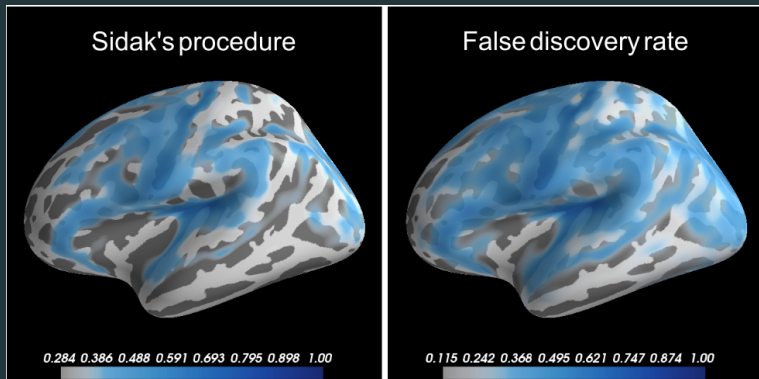 Sidak's procedure
False discovery rate
0.284 0.386 0.488 0.591 0.693 0.795 0.898 1.00
0.115 0.242 0.368 0.495 0.621 0.747 0.874 1.00